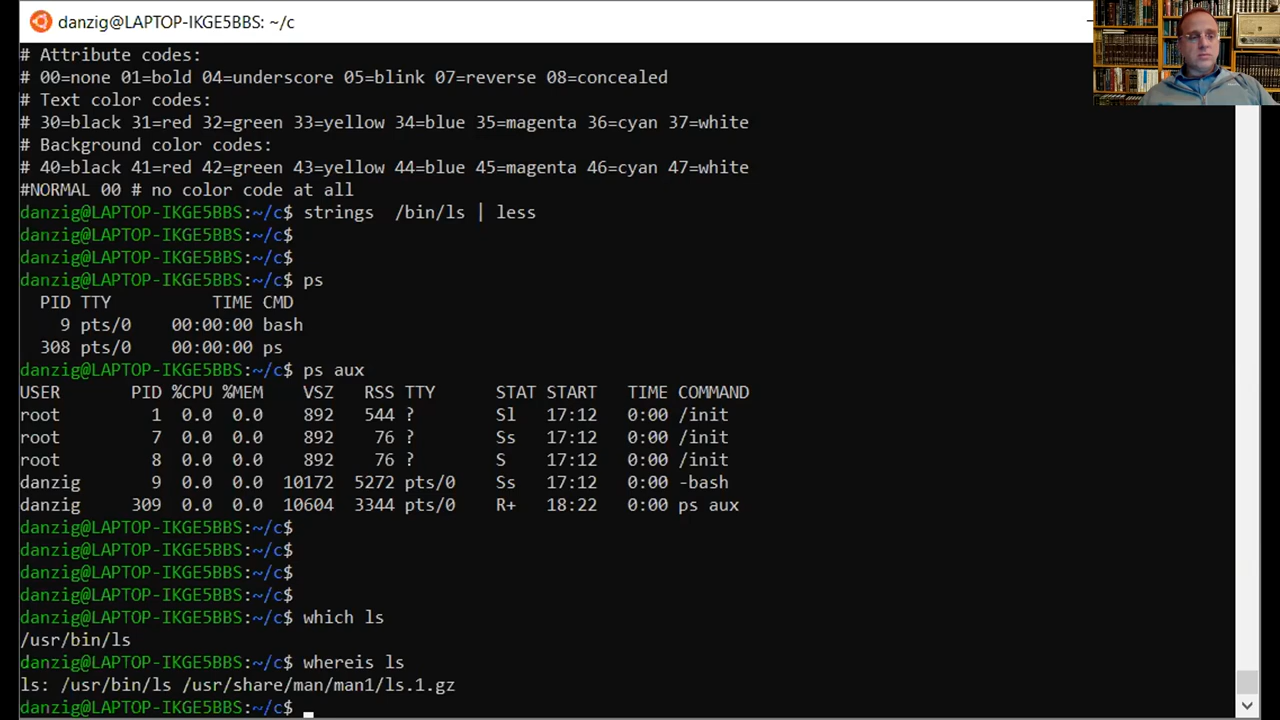 danzig@LAPTOP-IKGE5BBS: ~/c
# Attribute codes:
# 00=none 01=bold 04=underscore 05=blink 07=reverse 08=concealed
# Text color codes:
# 30=black 31=red 32=green 33=yellow 34=blue 35=magenta 36=cyan 37=white
# Background color codes:
# 40=black 41=red 42=green 43=yellow 44=blue 45=magenta 46=cyan 47=white
#NORMAL 00 # no color code at all
danzig@LAPTOP-IKGE5BBS:~/c$ strings  /bin/ls | less
danzig@LAPTOP-IKGE5BBS:~/c$
danzig@LAPTOP-IKGE5BBS:~/c$
danzig@LAPTOP-IKGE5BBS:~/c$ ps
  PID TTY          TIME CMD
    9 pts/0    00:00:00 bash
  308 pts/0    00:00:00 ps
danzig@LAPTOP-IKGE5BBS:~/c$ ps aux
USER       PID %CPU %MEM    VSZ   RSS TTY      STAT START   TIME COMMAND
root         1  0.0  0.0    892   544 ?        Sl   17:12   0:00 /init
root         7  0.0  0.0    892    76 ?        Ss   17:12   0:00 /init
root         8  0.0  0.0    892    76 ?        S    17:12   0:00 /init
danzig       9  0.0  0.0  10172  5272 pts/0    Ss   17:12   0:00 -bash
danzig     309  0.0  0.0  10604  3344 pts/0    R+   18:22   0:00 ps aux
danzig@LAPTOP-IKGE5BBS:~/c$
danzig@LAPTOP-IKGE5BBS:~/c$
danzig@LAPTOP-IKGE5BBS:~/c$
danzig@LAPTOP-IKGE5BBS:~/c$
danzig@LAPTOP-IKGE5BBS:~/c$ which ls
/usr/bin/ls
danzig@LAPTOP-IKGE5BBS:~/c$ whereis ls
ls: /usr/bin/ls /usr/share/man/man1/ls.1.gz
danzig@LAPTOP-IKGE5BBS:~/c$